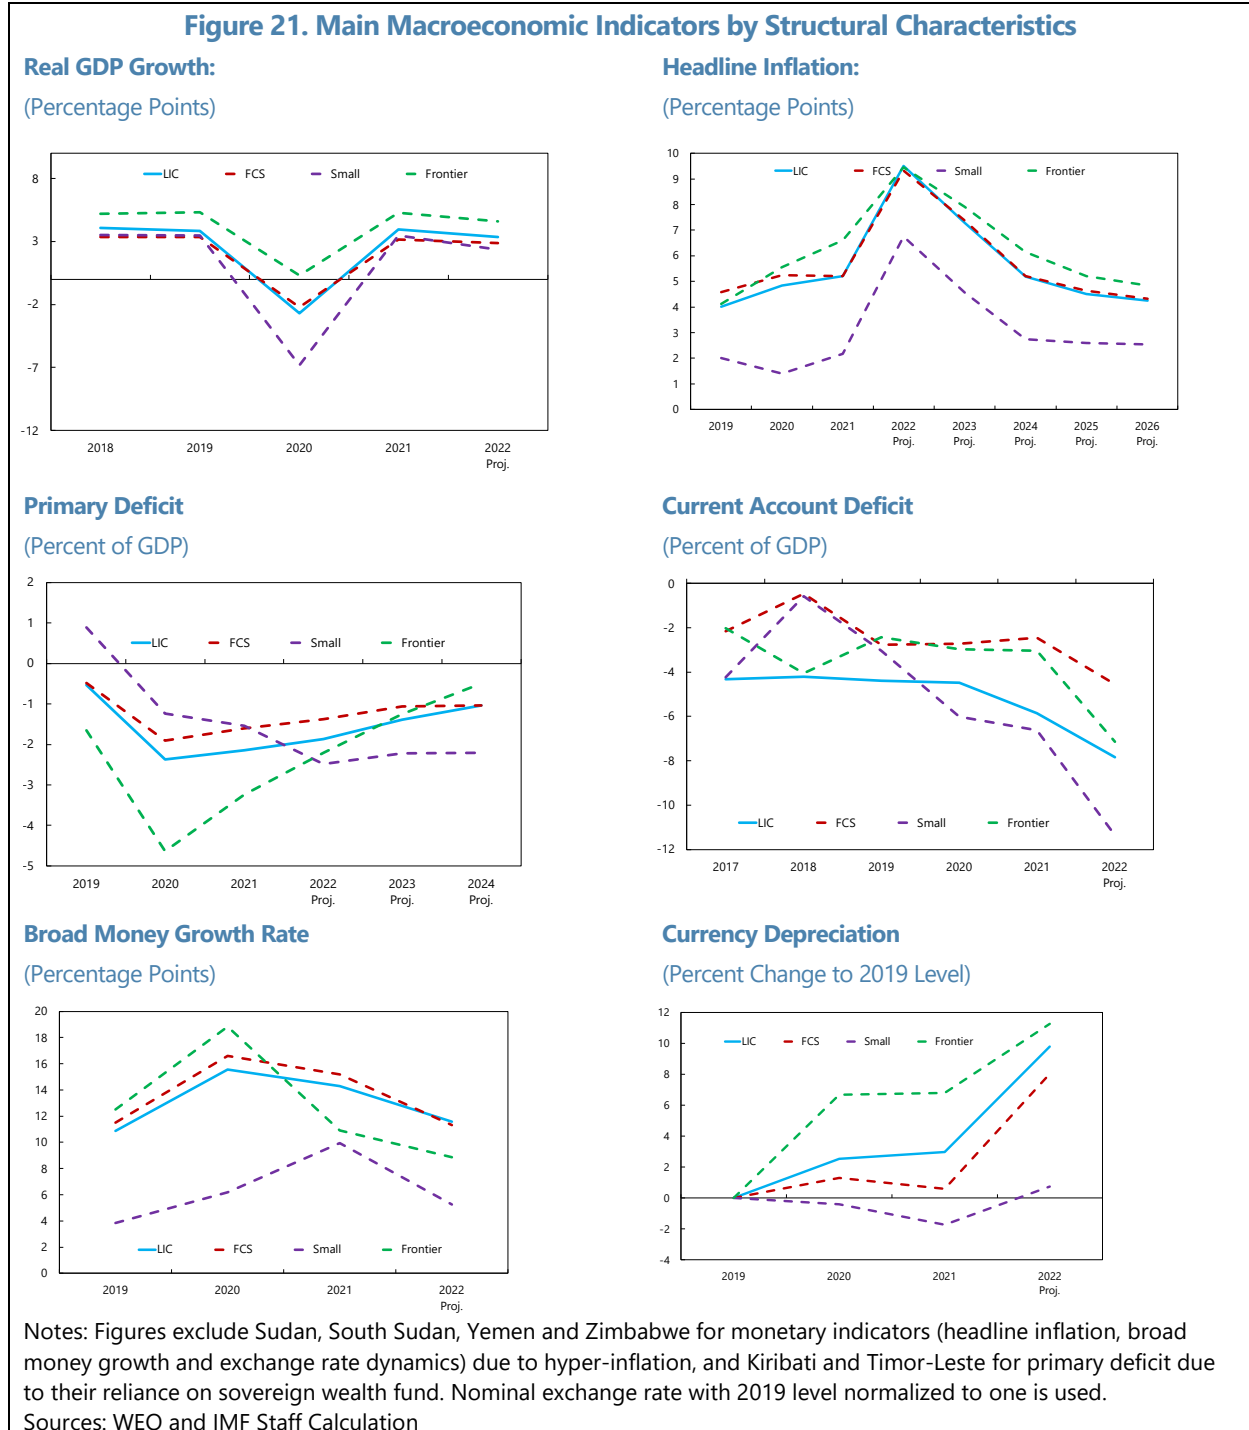 Figure 21. Main Macroeconomic Indicators by Structural Characteristics
Real GDP Growth:
(Percentage Points)
LIC FCS Small Frontier
8
3
-2
-7
-12
2018 2019 2020 2021 2022 Proj.
Headline Inflation:
(Percentage Points)
LIC FCS Small Frontier
10
9
8
7
6
5
4
3
2
1
0
2019 2020 2021 2022 Proj. 2023 Proj. 2024 Proj. 2025 Proj. 2026 Proj.
Primary Deficit
(Percent of GDP)
2
1
LIC FCS Small Frontier
0
-1
-2
-3
-4
-5
2019 2020 2021 2022 Proj. 2023 Proj. 2024 Proj.
Current Account Deficit
(Percent of GDP)
0
-2
-4
-6
-8
-10
LIC FCS Small Frontier
-12
2017 2018 2019 2020 2021 2022 Proj.
Broad Money Growth Rate
(Percentage Points)
20
18
16
14
12
10
8
6
4
2
LIC FCS Small Frontier
0
2019 2020 2021 2022 Proj.
Currency Depreciation
(Percent Change to 2019 Level)
12
LIC FCS Small Frontier
10
8
6
4
2
0
-2
-4
2019 2020 2021 2022 Proj.
Notes: Figures exclude Sudan, South Sudan, Yemen and Zimbabwe for monetary indicators (headline inflation, broad
money growth and exchange rate dynamics) due to hyper-inflation, and Kiribati and Timor-Leste for primary deficit due
to their reliance on sovereign wealth fund. Nominal exchange rate with 2019 level normalized to one is used.
Sources: WEO and IMF Staff Calculation